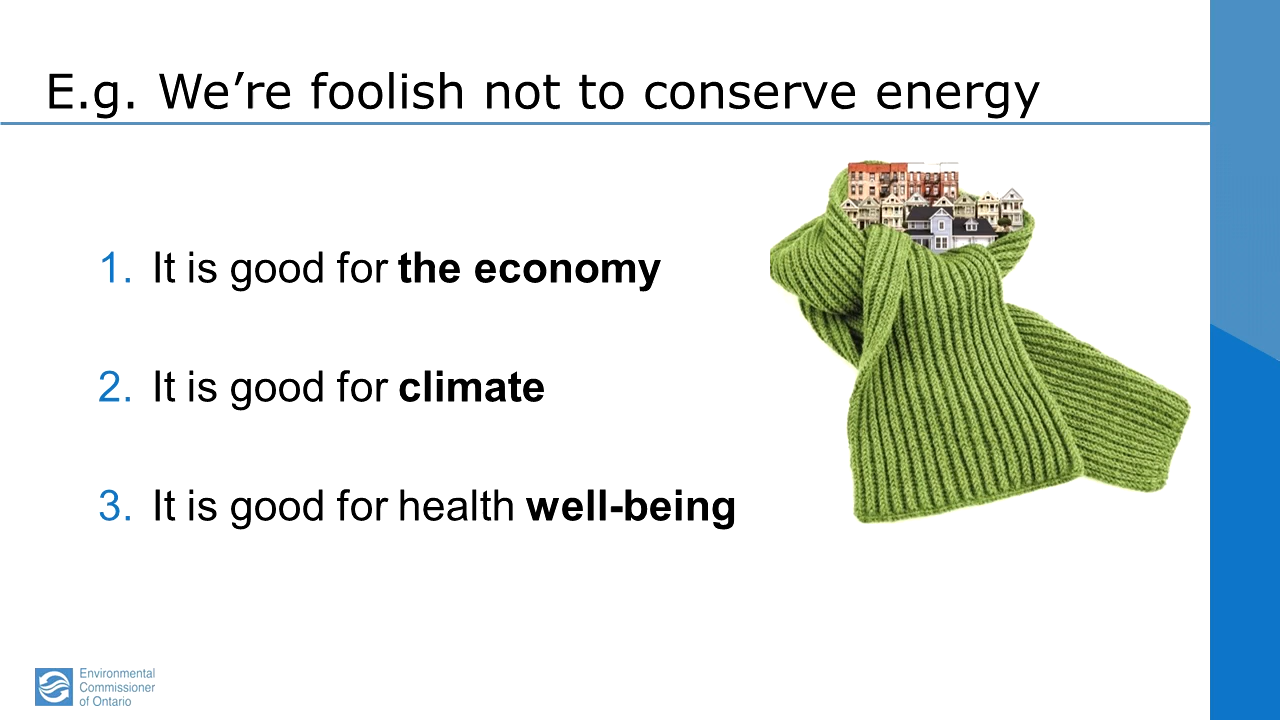 E.g. We’re foolish not to conserve energy
1. It is good for the economy
2. It is good for climate
3. It is good for health well-being
Environmental
Commissioner
of Ontario